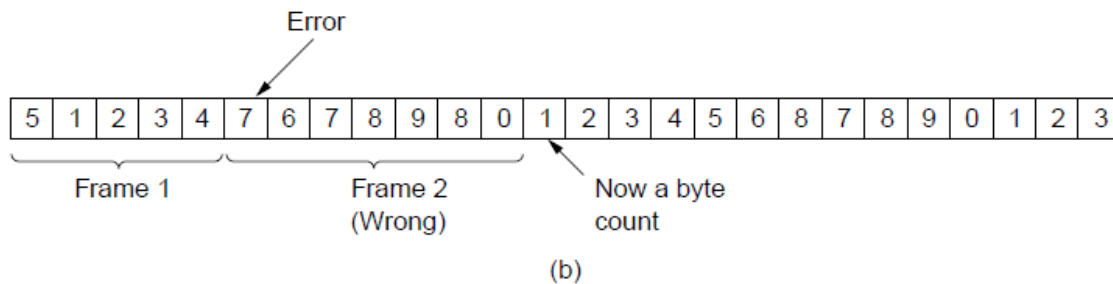 Error
5 1 2 3 4 7 6 7 8 9 8 0 1 2 3 4 5 6 8 7 8 9 0 1 2 3
Frame 1
Frame 2
(Wrong)
Now a byte
count
(b)